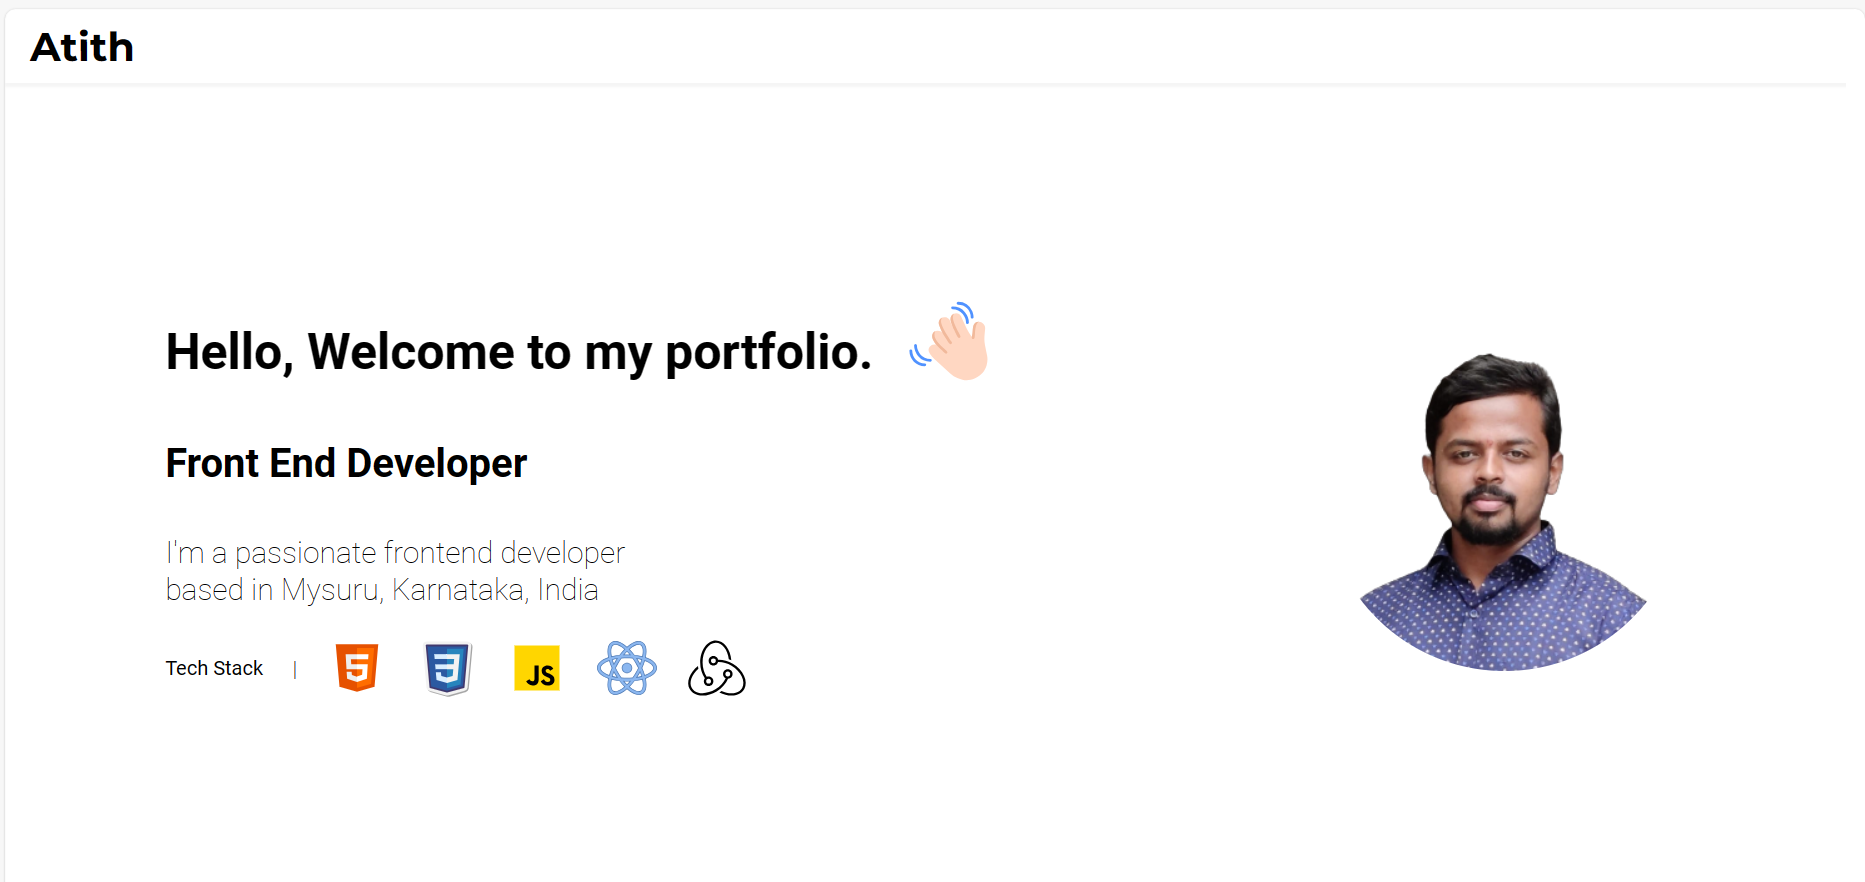 Atith
Hello, Welcome to my portfolio.
Front End Developer
I'm a passionate frontend developer
based in Mysuru, Karnataka, India
Tech Stack |
5
3
JS